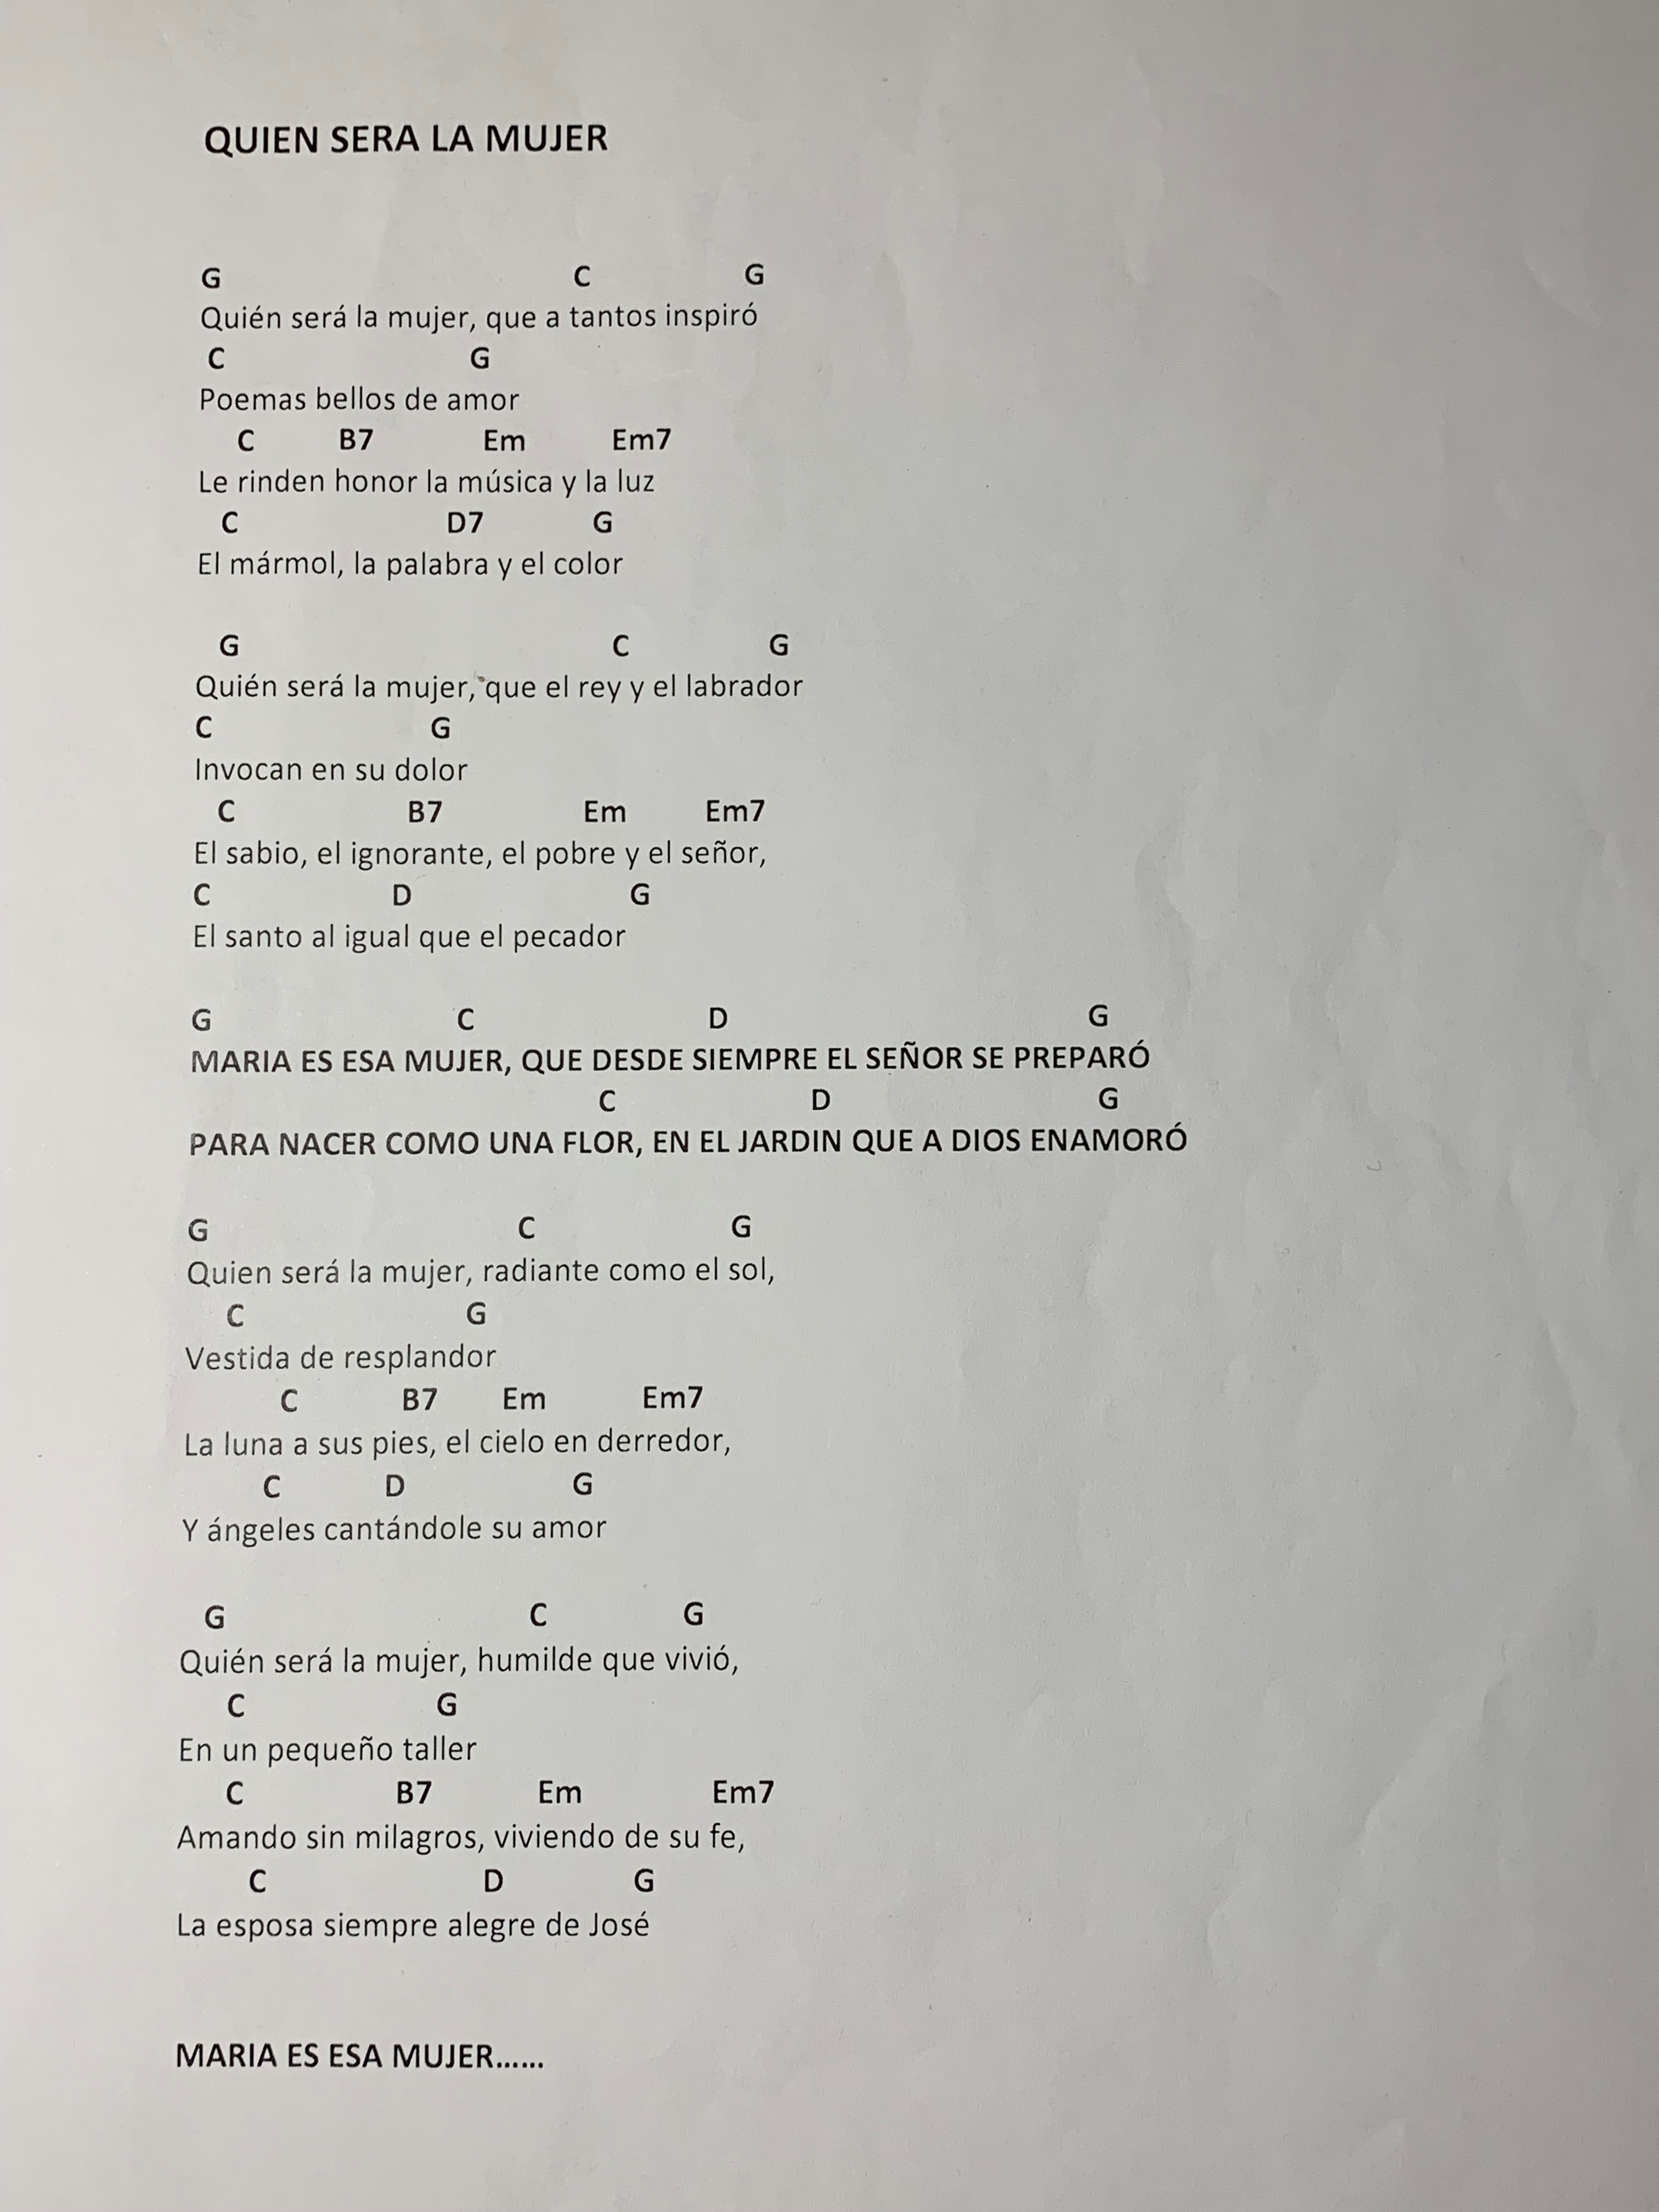 QUIEN SERA LA MUJER
G C G
Quién será la mujer, que a tantos inspiró
C G
Poemas bellos de amor
C B7 Em Em7
Le rinden honor la música y la luz
C D7 G
El mármol, la palabra y el color
G C G
Quién será la mujer, que el rey y el labrador
C G
Invocan en su dolor
C B7 Em Em7
El sabio, el ignorante, el pobre y el señor,
C D G
El santo al igual que el pecador
G C D G
MARIA ES ESA MUJER, QUE DESDE SIEMPRE EL SEÑOR SE PREPARÓ
C D G
PARA NACER COMO UNA FLOR, EN EL JARDIN QUE A DIOS ENAMORÓ
G C G
Quien será la mujer, radiante como el sol,
C G
Vestida de resplandor
C B7 Em Em7
La luna a sus pies, el cielo en derredor,
C D G
Y ángeles cantándole su amor
G C G
Quién será la mujer, humilde que vivió,
C G
En un pequeño taller
C B7 Em Em7
Amando sin milagros, viviendo de su fe,
C D G
La esposa siempre alegre de José
MARIA ES ESA MUJER......